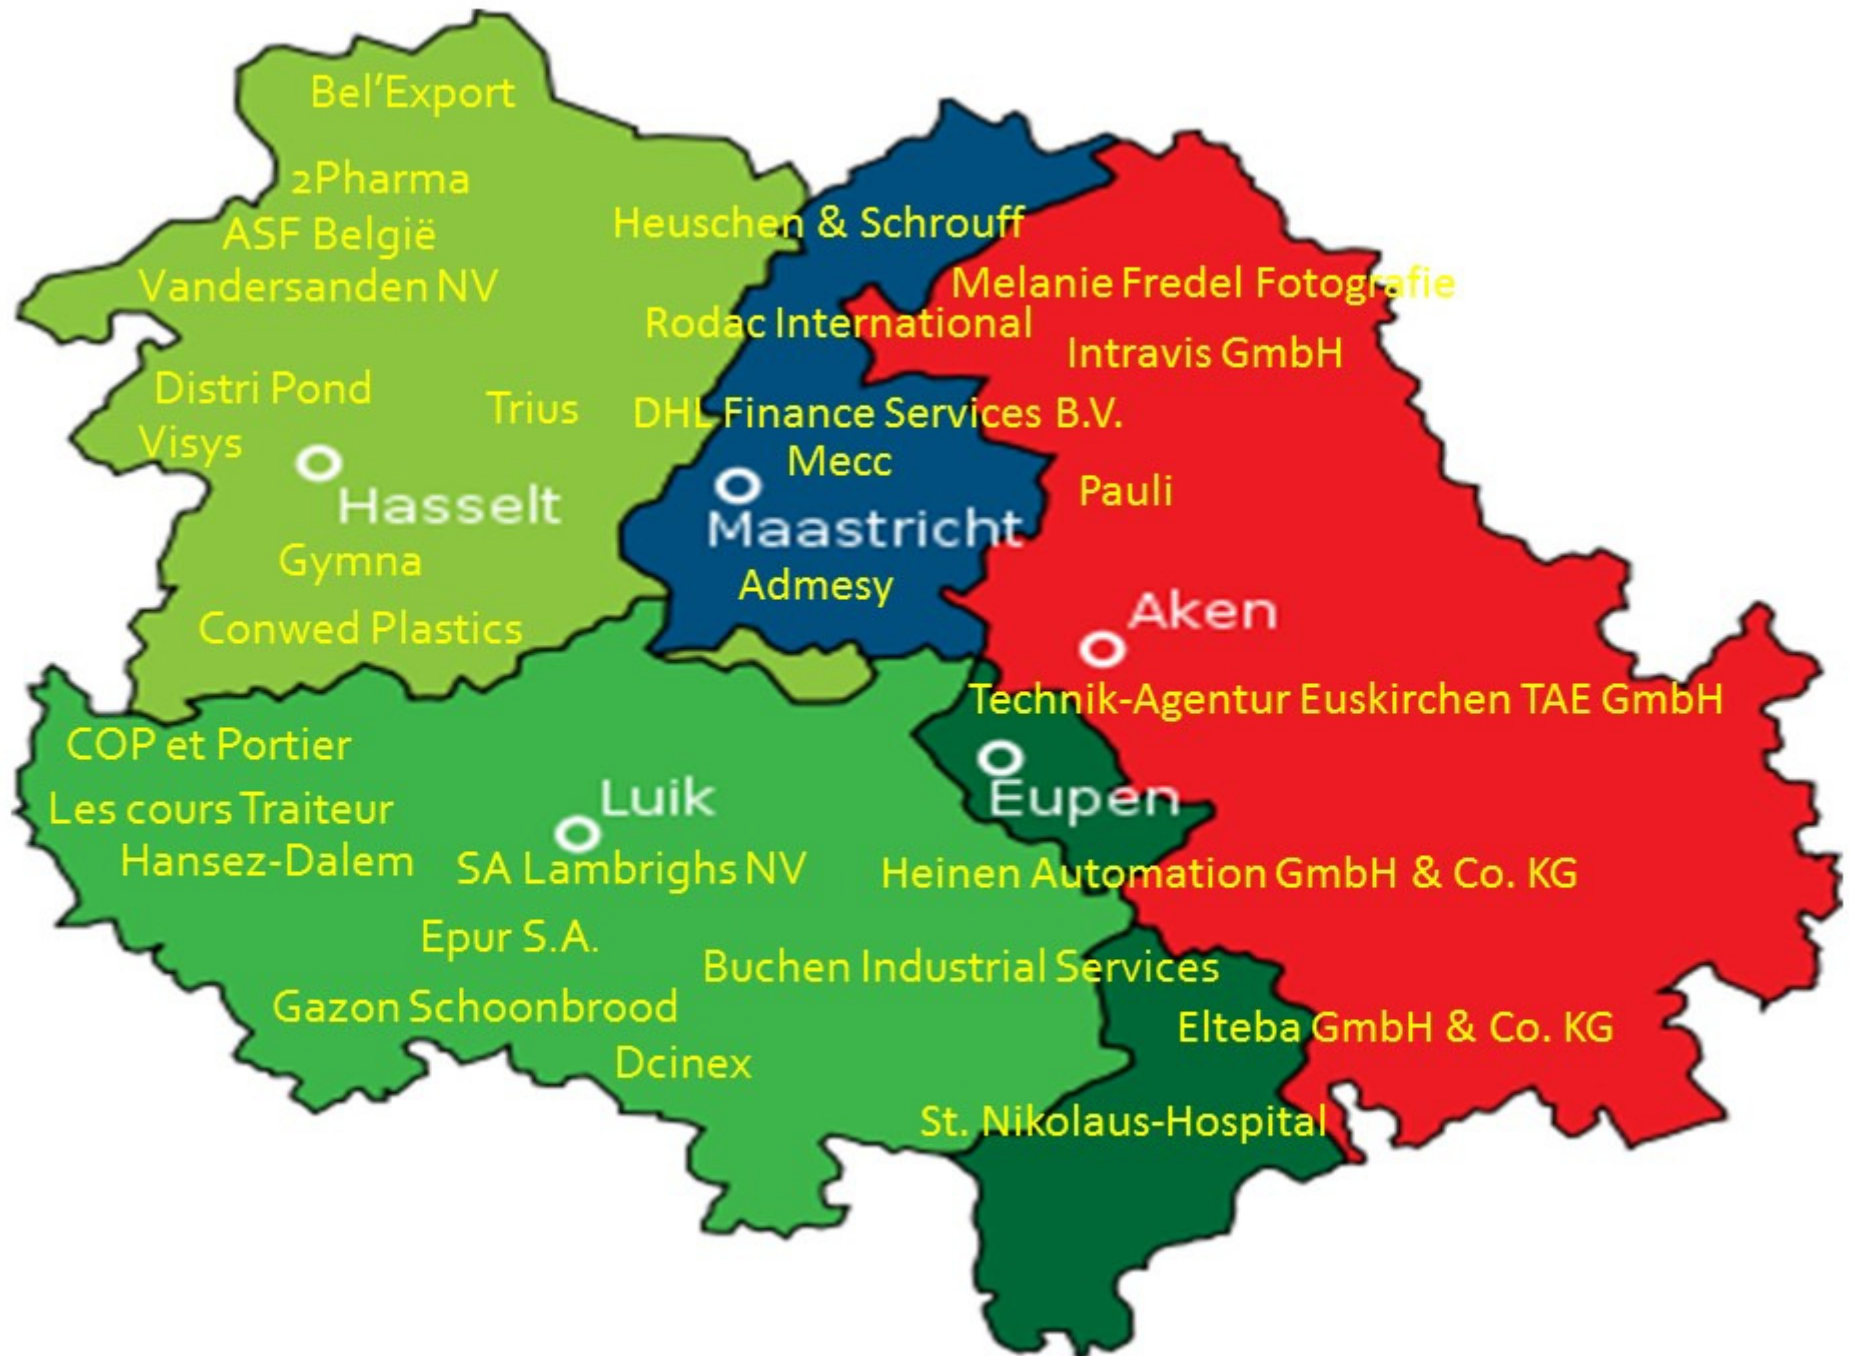 Bel’Export
2Pharma
ASF België
Heuschen & Schrouff
Vandersanden NV
Melanie Fredel Fotografie
Rodac International
Intravis GmbH
Distri Pond
Trius
DHL Finance Services B.V.
Visys
Mecc
Hasselt
Pauli
Maastricht
Gymna
Admesy
Aken
Conwed Plastics
Technik-Agentur Euskirchen TAE GmbH
COP et Portier
Luik
Eupen
Les cours Traiteur
Hansez-Dalem
SA Lambrighs NV
Heinen Automation GmbH & Co. KG
Epur S.A.
Buchen Industrial Services
Gazon Schoonbrood
Elteba GmbH & Co. KG
Dcinex
St. Nikolaus-Hospital